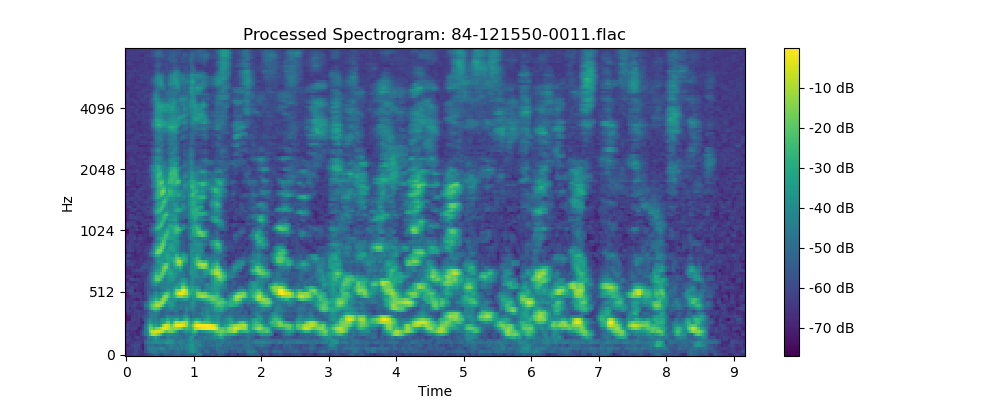 Processed Spectrogram: 84-121550-0011.flac
4096
2048
1024
512
0
Hz
0 1 2 3 4 5 6 7 8 9
Time
-10 dB
-20 dB
-30 dB
-40 dB
-50 dB
-60 dB
-70 dB